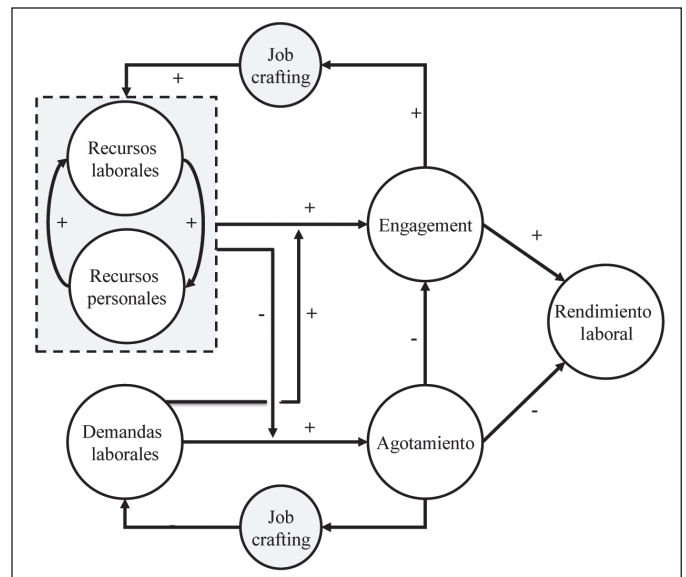 Job
crafting
+
+
Recursos
laborales
+
+
+
Engagement
+
Recursos
personales
-
+
-
Rendimiento
laboral
Demandas
laborales
+
Agotamiento
-
-
Job
crafting